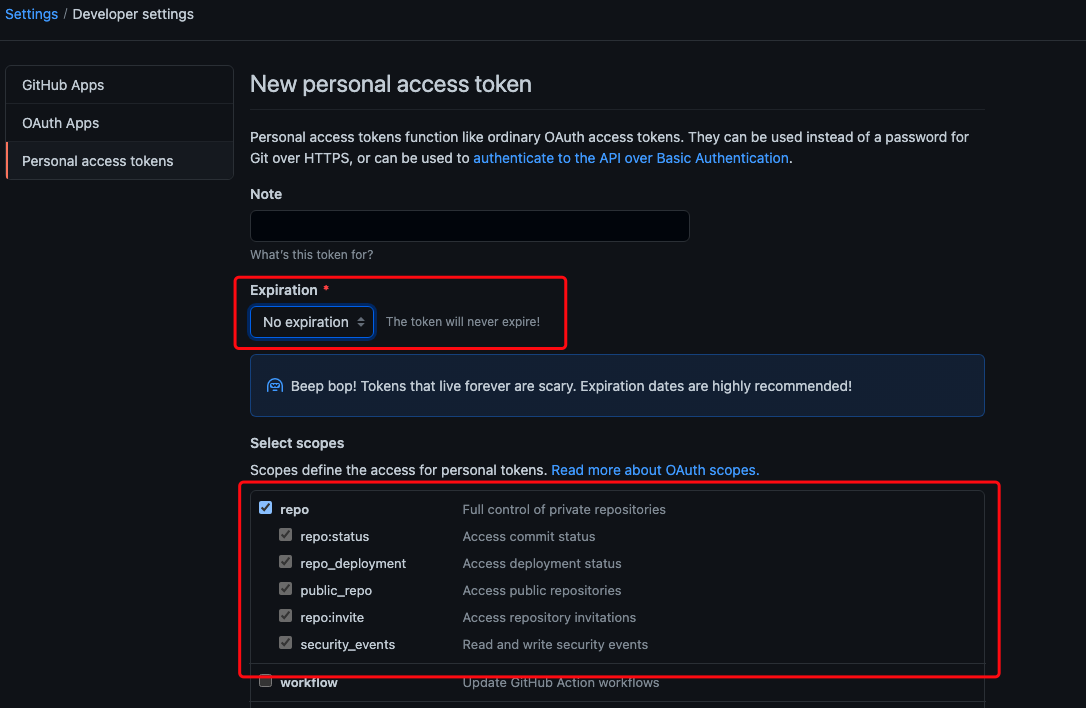 Settings / Developer settings
GitHub Apps
OAuth Apps
Personal access tokens
New personal access token
Personal access tokens function like ordinary OAuth access tokens. They can be used instead of a password for
Git over HTTPS, or can be used to authenticate to the API over Basic Authentication.
Note
What's this token for?
Expiration *
No expiration The token will never expire!
Beep bop! Tokens that live forever are scary. Expiration dates are highly recommended!
Select scopes
Scopes define the access for personal tokens. Read more about OAuth scopes.
repo Full control of private repositories
repo:status Access commit status
repo_deployment Access deployment status
public_repo Access public repositories
repo:invite Access repository invitations
security_events Read and write security events
workflow Update GitHub Action workflows